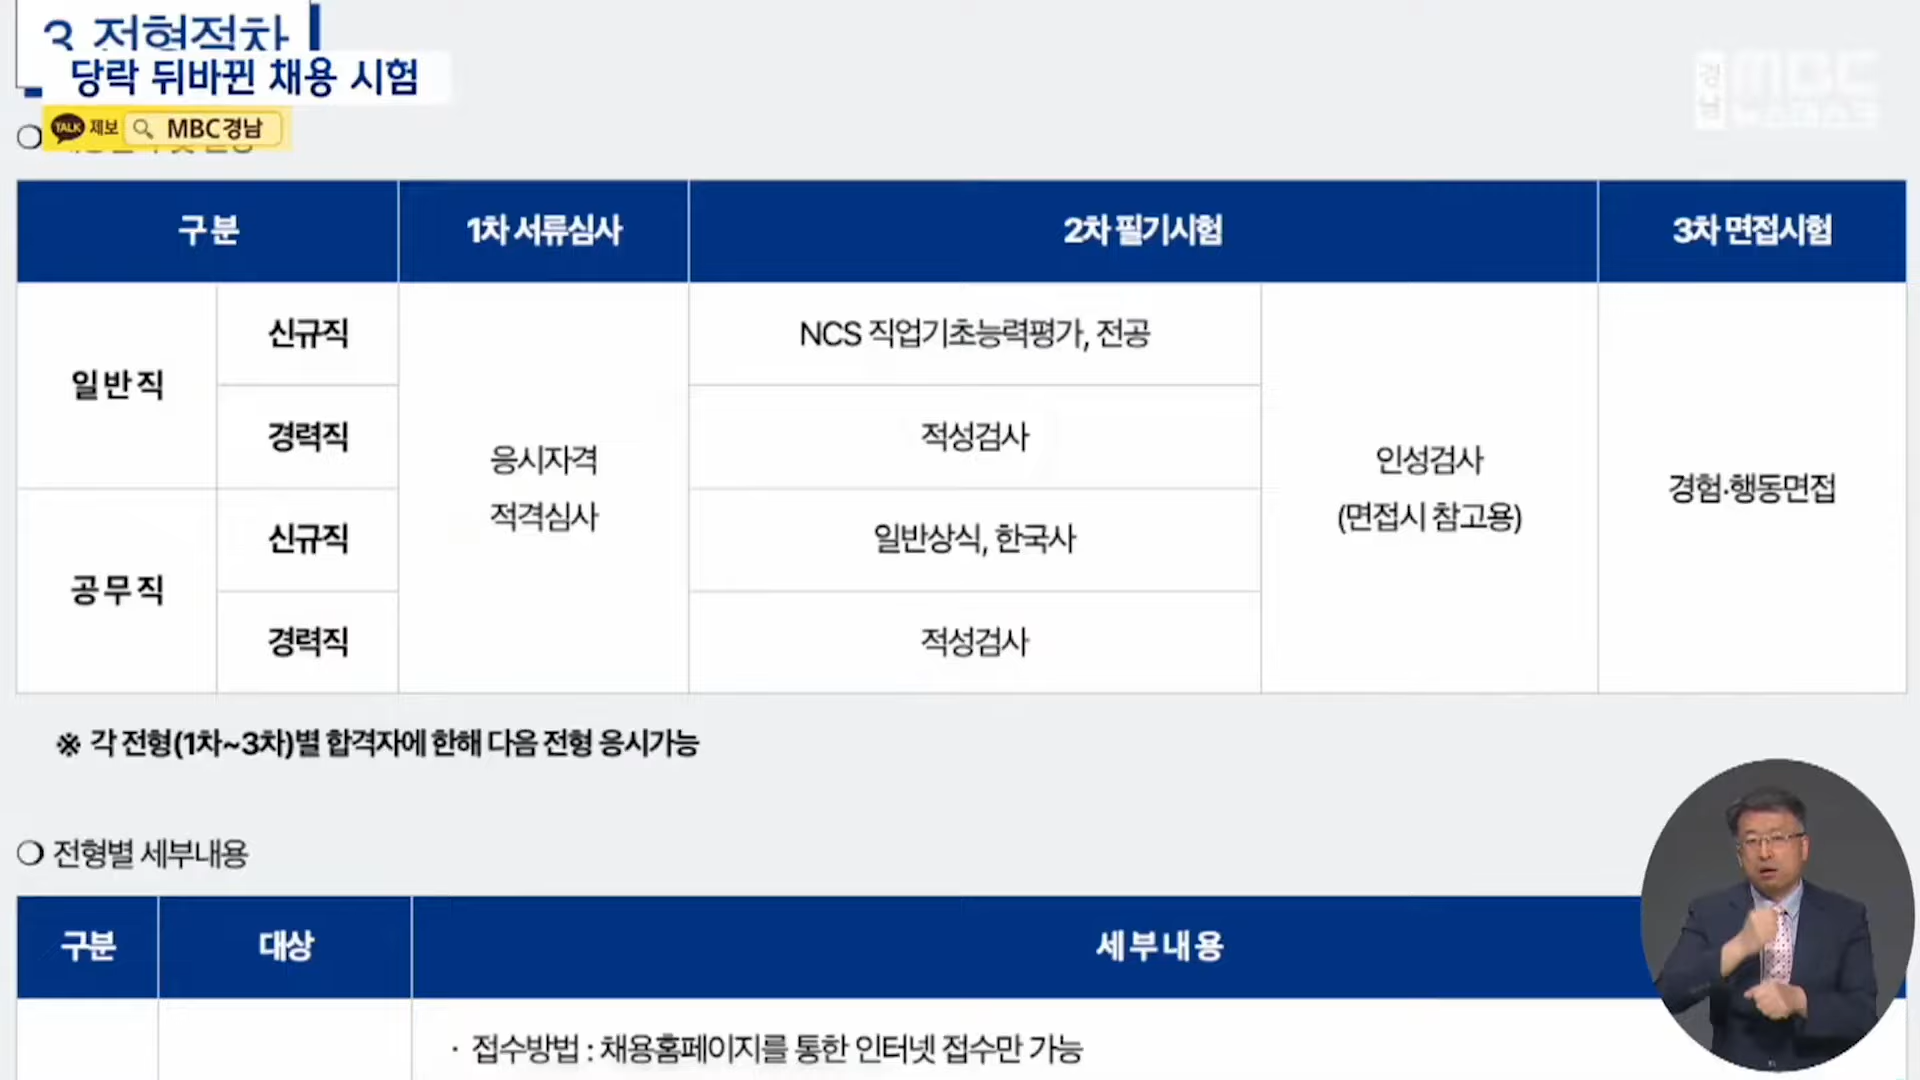 3 전형절차
당락 뒤바뀐 채용 시험
TALK 제보 MBC경남
경남 MBC 뉴스데스크
구 분 1차 서류심사 2차 필기시험 3차 면접시험
일 반 직 신규직 응시자격 적격심사 NCS 직업기초능력평가, 전공 인성검사 (면접시 참고용) 경험·행동면접
경력직 적성검사
공 무 직 신규직 일반상식, 한국사
경력직 적성검사
※ 각 전형(1차~3차)별 합격자에 한해 다음 전형 응시가능
❍ 전형별 세부내용
구분 대상 세 부 내 용
· 접수방법 : 채용홈페이지를 통한 인터넷 접수만 가능